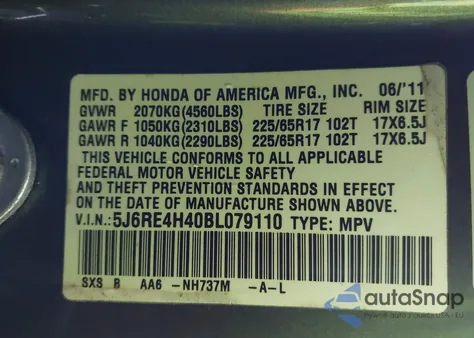 MFD. BY HONDA OF AMERICA MFG., INC. 06/'11
GVWR 2070KG(4560LBS) TIRE SIZE RIM SIZE
GAWR F 1050KG(2310LBS) 225/65R17 102T 17X6.5J
GAWR R 1040KG(2290LBS) 225/65R17 102T 17X6.5J
THIS VEHICLE CONFORMS TO ALL APPLICABLE
FEDERAL MOTOR VEHICLE SAFETY
AND THEFT PREVENTION STANDARDS IN EFFECT
ON THE DATE OF MANUFACTURE SHOWN ABOVE.
V.I.N.: 5J6RE4H40BL079110 TYPE: MPV
SXS B AA6 -NH737M -A-L
autoSnap